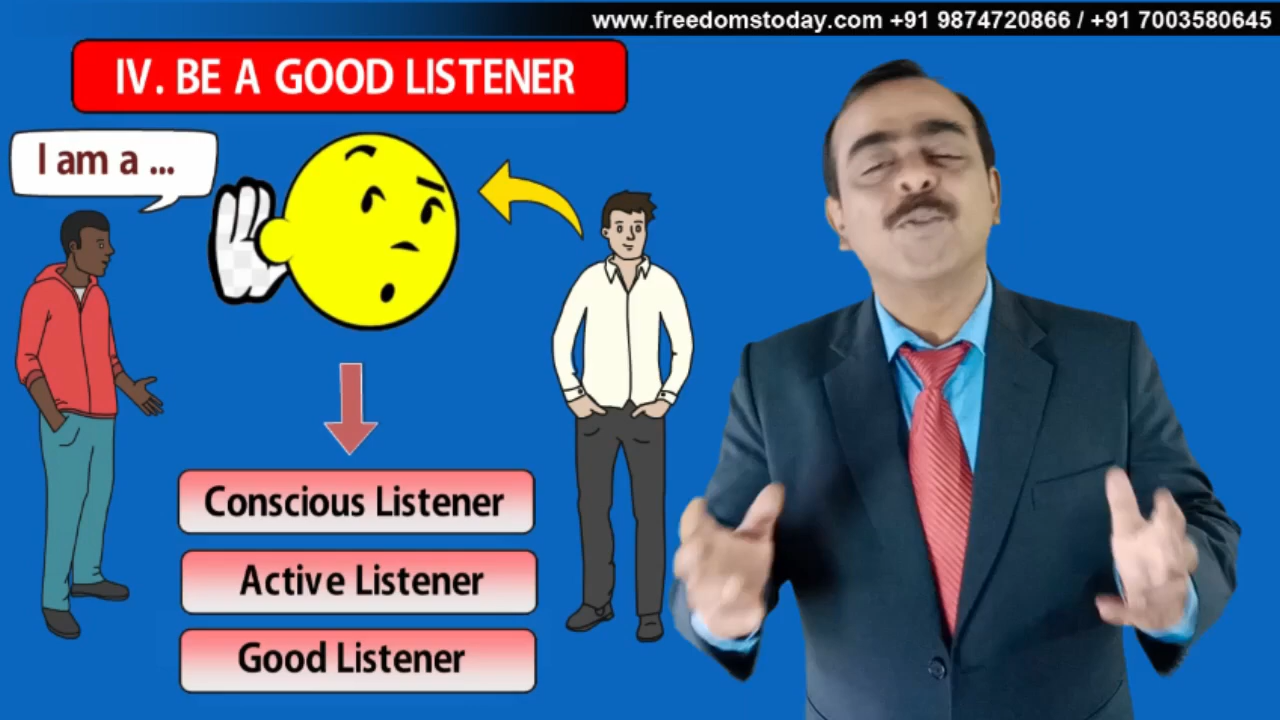 www.freedomstoday.com +91 9874720866 / +91 7003580645
IV. BE A GOOD LISTENER
I am a ...
Conscious Listener
Active Listener
Good Listener